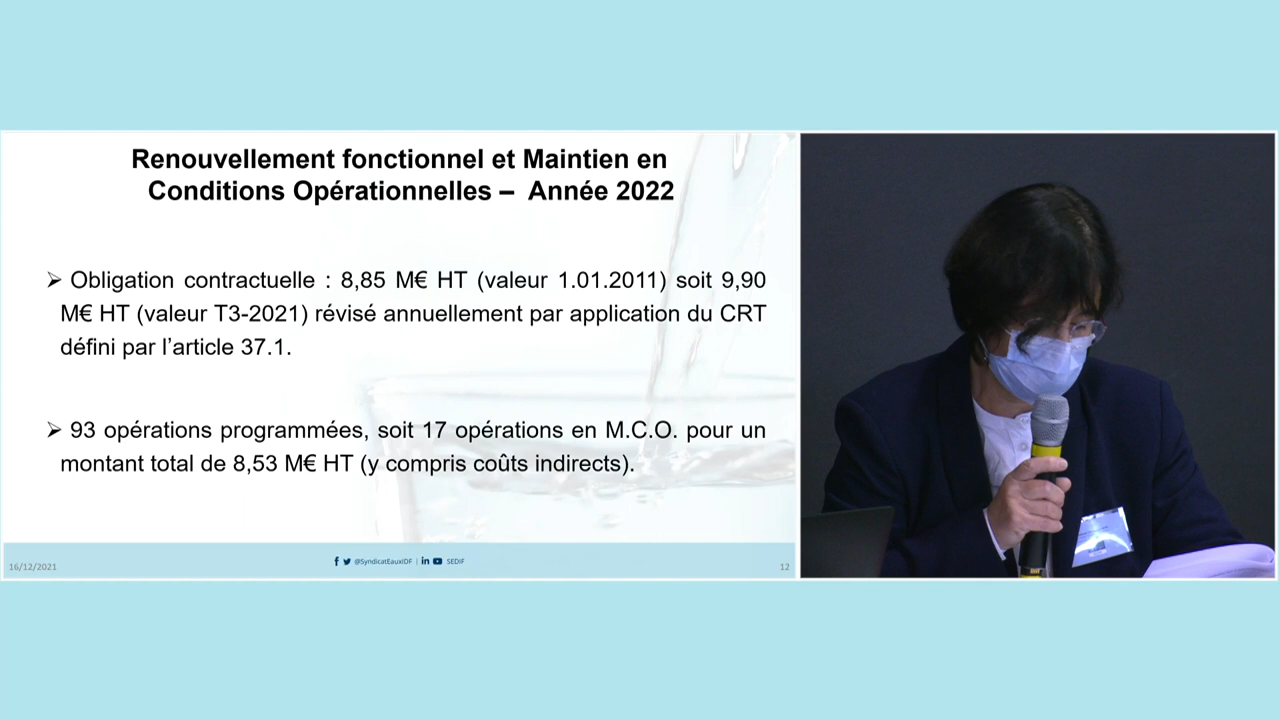 Renouvellement fonctionnel et Maintien en
Conditions Opérationnelles – Année 2022
➢ Obligation contractuelle : 8,85 M€ HT (valeur 1.01.2011) soit 9,90
M€ HT (valeur T3-2021) révisé annuellement par application du CRT
défini par l’article 37.1.
➢ 93 opérations programmées, soit 17 opérations en M.C.O. pour un
montant total de 8,53 M€ HT (y compris coûts indirects).
16/12/2021
@SyndicatEauxIDF | SEDIF
12